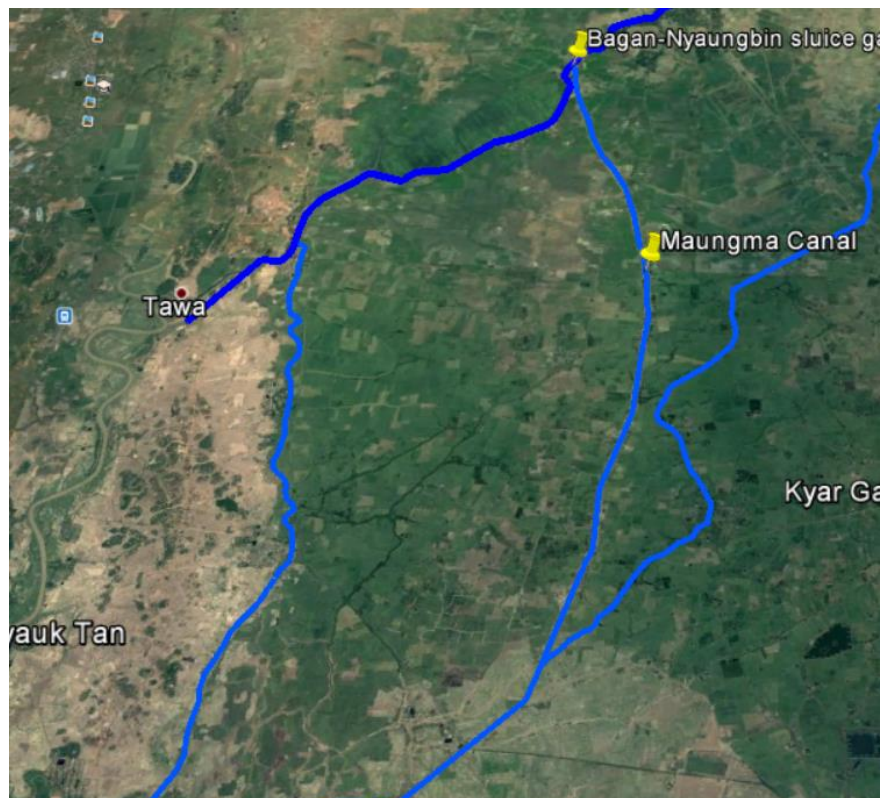 Bagan-Nyaungbin sluice ga
Maungma Canal
Tawa
Kyar Ga
yauk Tan